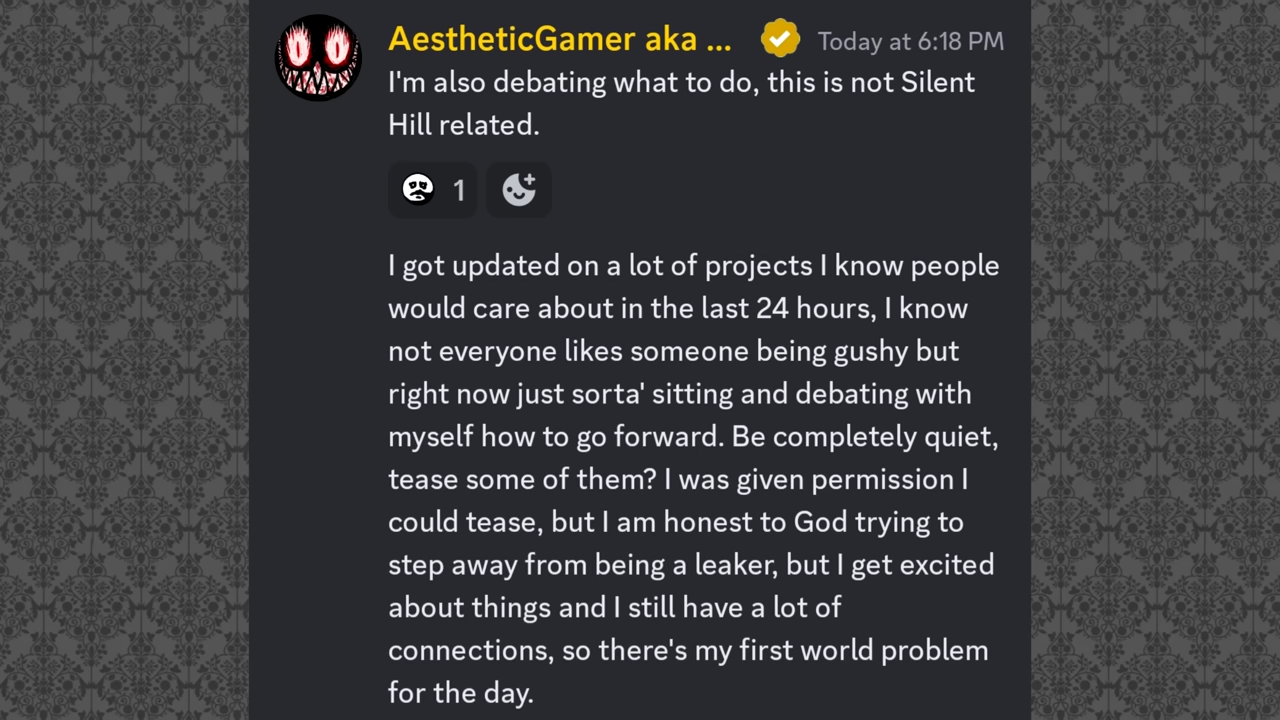 AestheticGamer aka ... Today at 6:18 PM
I'm also debating what to do, this is not Silent
Hill related.
1
I got updated on a lot of projects I know people
would care about in the last 24 hours, I know
not everyone likes someone being gushy but
right now just sorta' sitting and debating with
myself how to go forward. Be completely quiet,
tease some of them? I was given permission I
could tease, but I am honest to God trying to
step away from being a leaker, but I get excited
about things and I still have a lot of
connections, so there's my first world problem
for the day.